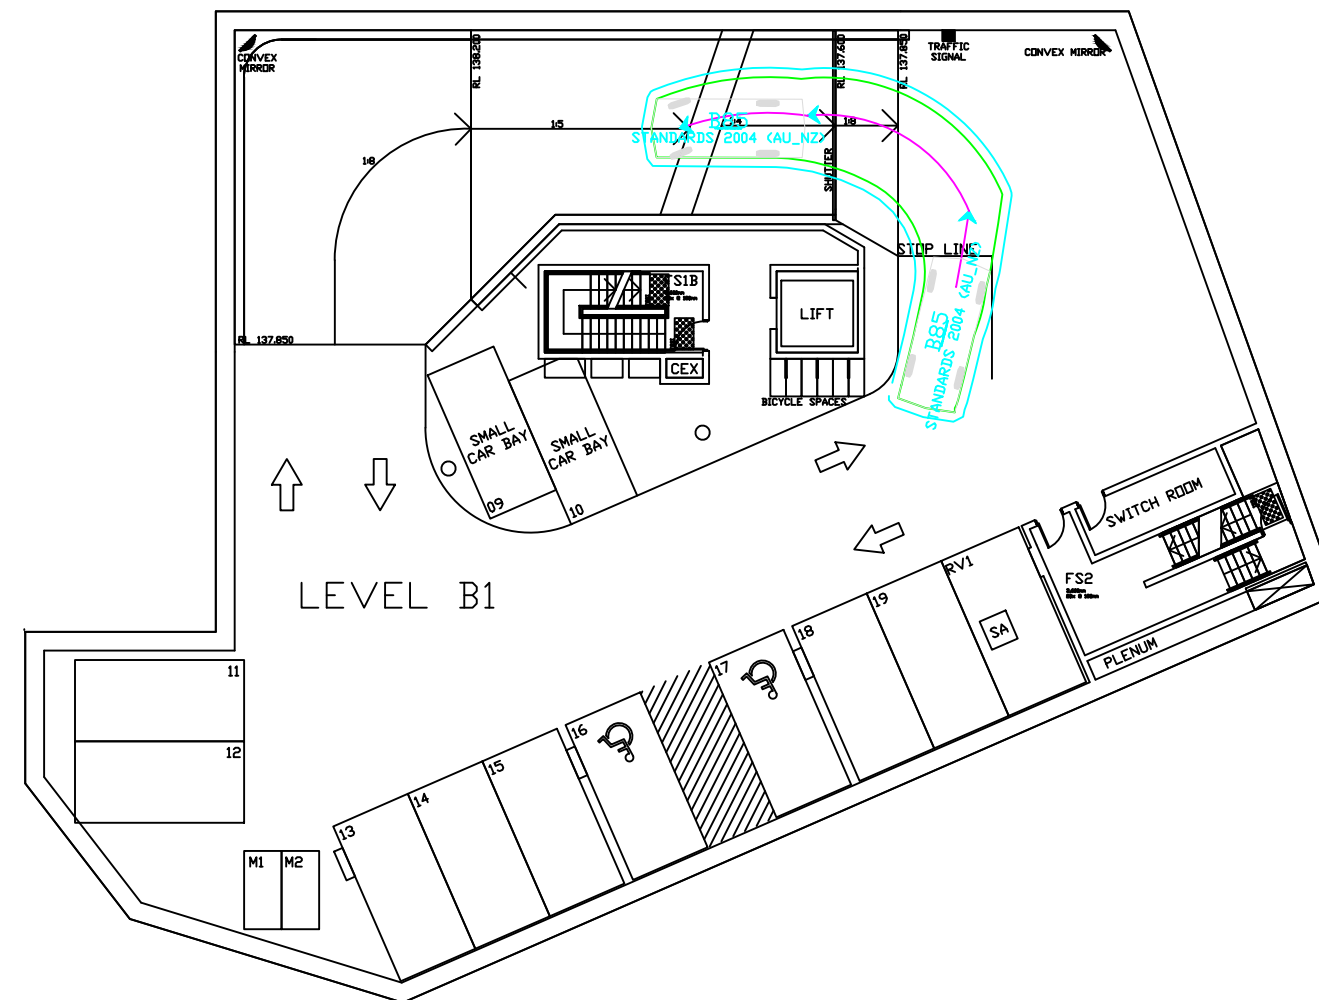 CONVEX
MIRROR
RL 138.200
RL 137.600
RL 137.850
TRAFFIC
SIGNAL
CONVEX MIRROR
1:5
1:8
1:8
B85
STANDARDS 2004 (AU_NZ)
SHUTTER
STOP LINE
B85
STANDARDS 2004 (AU_NZ)
RL 137.850
FS1B
LIFT
CEX
BICYCLE SPACES
SMALL
CAR BAY
09
SMALL
CAR BAY
10
LEVEL B1
SWITCH ROOM
FS2
PLENUM
RV1
SA
19
18
17
16
15
14
13
11
12
M1
M2